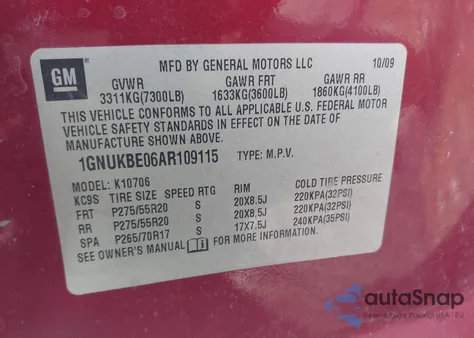 GM
MFD BY GENERAL MOTORS LLC 10/09
GVWR GAWR FRT GAWR RR
3311KG(7300LB) 1633KG(3600LB) 1860KG(4100LB)
THIS VEHICLE CONFORMS TO ALL APPLICABLE U.S. FEDERAL MOTOR
VEHICLE SAFETY STANDARDS IN EFFECT ON THE DATE OF
MANUFACTURE SHOWN ABOVE.
1GNUKBE06AR109115 TYPE: M.P.V.
MODEL: K10706
KC9S TIRE SIZE SPEED RTG RIM COLD TIRE PRESSURE
FRT P275/55R20 S 20X8.5J 220KPA(32PSI)
RR P275/55R20 S 20X8.5J 220KPA(32PSI)
SPA P265/70R17 S 17X7.5J 240KPA(35PSI)
SEE OWNER'S MANUAL FOR MORE INFORMATION.
autoSnap